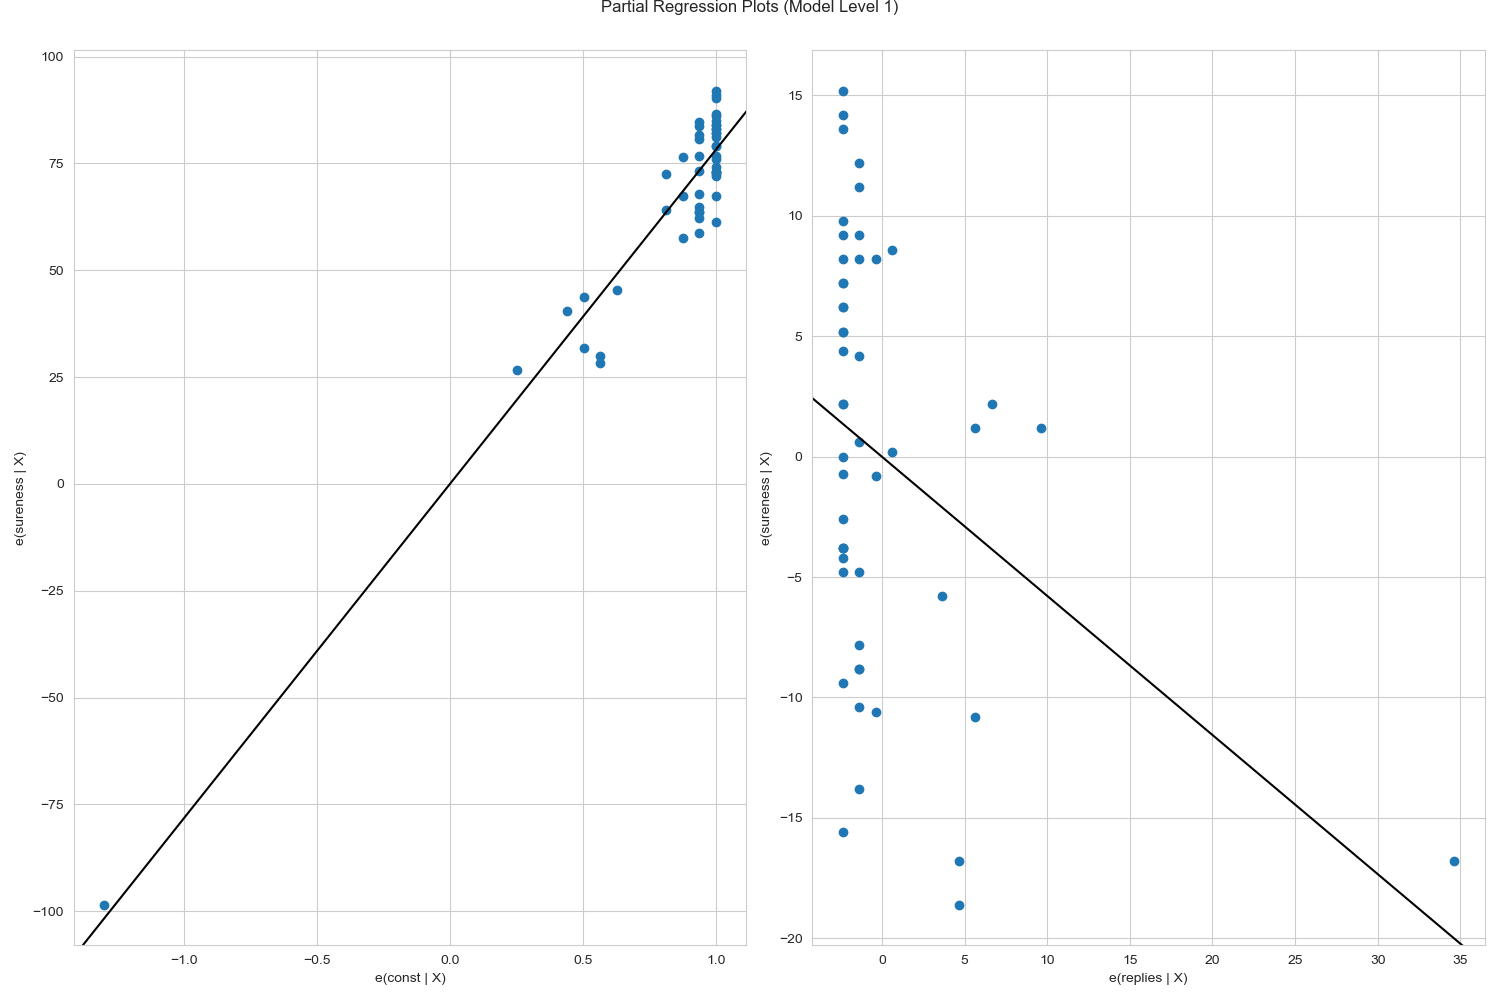 Partial Regression Plots (Model Level 1)
100
75
50
25
0
−25
−50
−75
−100
e(sureness | X)
−1.0 −0.5 0.0 0.5 1.0
e(const | X)
15
10
5
0
−5
−10
−15
−20
e(sureness | X)
0 5 10 15 20 25 30 35
e(replies | X)